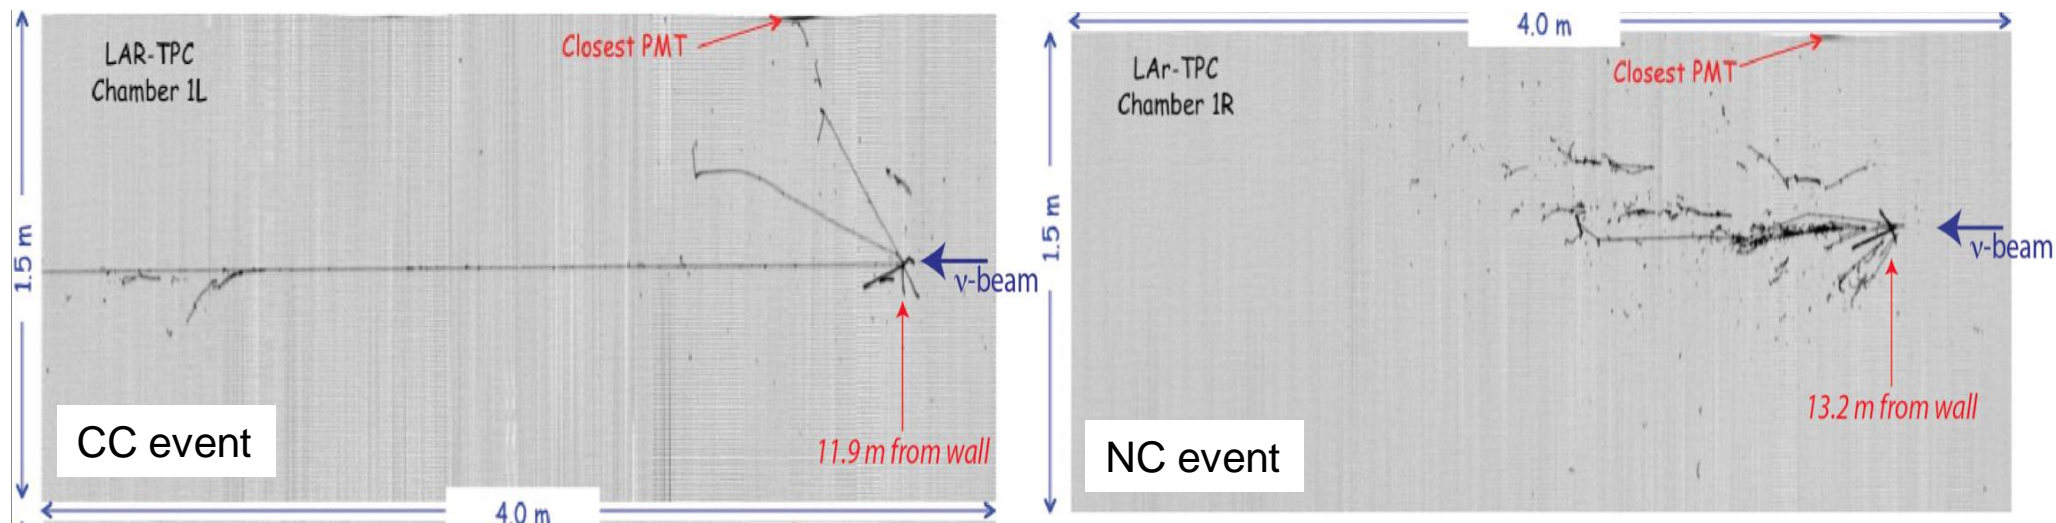 LAR-TPC
Chamber 1L
Closest PMT
1.5 m
ν-beam
11.9 m from wall
CC event
4.0 m
4.0 m
LAr-TPC
Chamber 1R
Closest PMT
1.5 m
ν-beam
13.2 m from wall
NC event